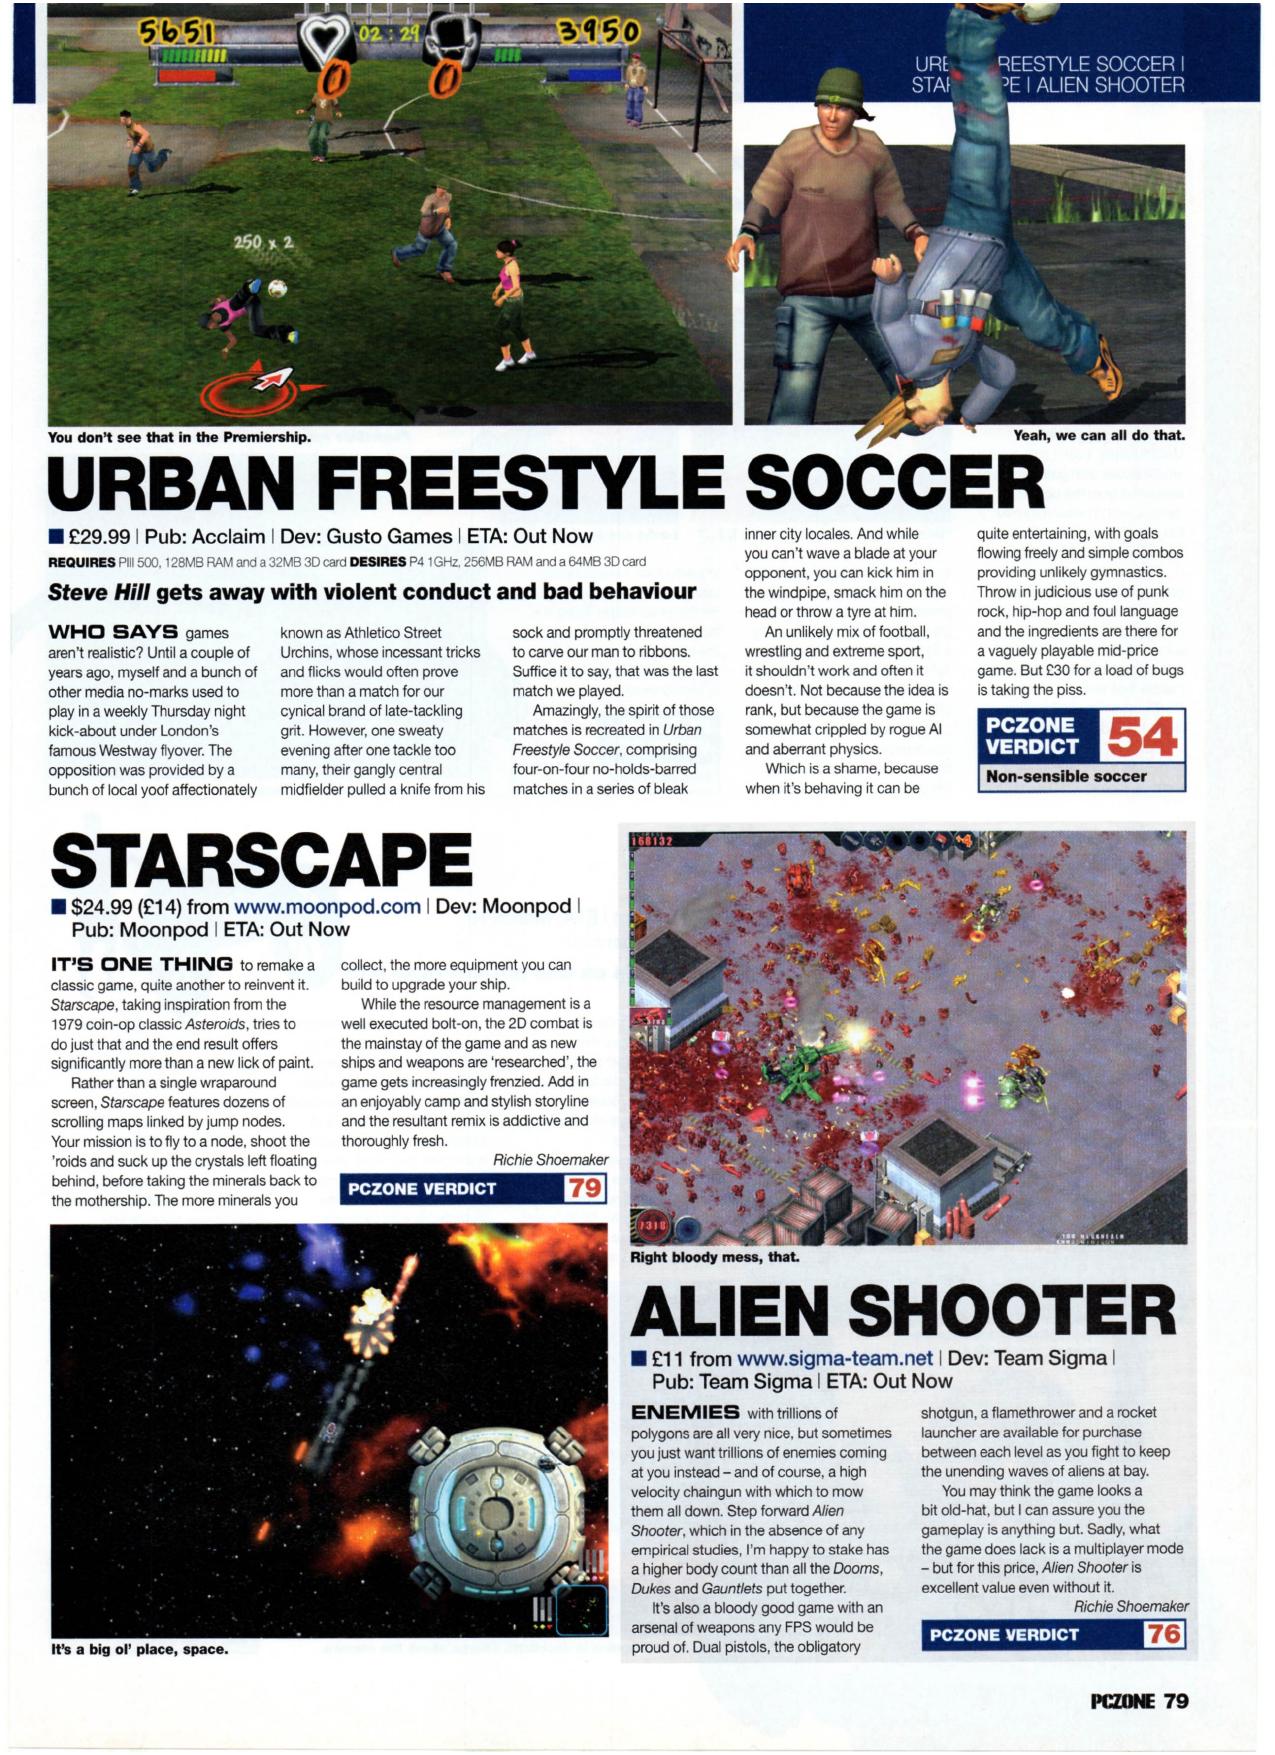 5651
02:29
3950
0
0
250 x 2
URB   REESTYLE SOCCER |
STAR   PE | ALIEN SHOOTER
You don't see that in the Premiership.
Yeah, we can all do that.
URBAN FREESTYLE SOCCER
£29.99 | Pub: Acclaim | Dev: Gusto Games | ETA: Out Now
REQUIRES PIII 500, 128MB RAM and a 32MB 3D card DESIRES P4 1GHz, 256MB RAM and a 64MB 3D card
Steve Hill gets away with violent conduct and bad behaviour
WHO SAYS games
aren't realistic? Until a couple of
years ago, myself and a bunch of
other media no-marks used to
play in a weekly Thursday night
kick-about under London's
famous Westway flyover. The
opposition was provided by a
bunch of local yoof affectionately
known as Athletico Street
Urchins, whose incessant tricks
and flicks would often prove
more than a match for our
cynical brand of late-tackling
grit. However, one sweaty
evening after one tackle too
many, their gangly central
midfielder pulled a knife from his
sock and promptly threatened
to carve our man to ribbons.
Suffice it to say, that was the last
match we played.
Amazingly, the spirit of those
matches is recreated in Urban
Freestyle Soccer, comprising
four-on-four no-holds-barred
matches in a series of bleak
inner city locales. And while
you can't wave a blade at your
opponent, you can kick him in
the windpipe, smack him on the
head or throw a tyre at him.
An unlikely mix of football,
wrestling and extreme sport,
it shouldn't work and often it
doesn't. Not because the idea is
rank, but because the game is
somewhat crippled by rogue AI
and aberrant physics.
Which is a shame, because
when it's behaving it can be
quite entertaining, with goals
flowing freely and simple combos
providing unlikely gymnastics.
Throw in judicious use of punk
rock, hip-hop and foul language
and the ingredients are there for
a vaguely playable mid-price
game. But £30 for a load of bugs
is taking the piss.
PCZONE
VERDICT
54
Non-sensible soccer
STARSCAPE
$24.99 (£14) from www.moonpod.com | Dev: Moonpod |
Pub: Moonpod | ETA: Out Now
IT'S ONE THING to remake a
classic game, quite another to reinvent it.
Starscape, taking inspiration from the
1979 coin-op classic Asteroids, tries to
do just that and the end result offers
significantly more than a new lick of paint.
Rather than a single wraparound
screen, Starscape features dozens of
scrolling maps linked by jump nodes.
Your mission is to fly to a node, shoot the
'roids and suck up the crystals left floating
behind, before taking the minerals back to
the mothership. The more minerals you
collect, the more equipment you can
build to upgrade your ship.
While the resource management is a
well executed bolt-on, the 2D combat is
the mainstay of the game and as new
ships and weapons are 'researched', the
game gets increasingly frenzied. Add in
an enjoyably camp and stylish storyline
and the resultant remix is addictive and
thoroughly fresh.
Richie Shoemaker
PCZONE VERDICT 79
It's a big ol' place, space.
168132
Right bloody mess, that.
ALIEN SHOOTER
£11 from www.sigma-team.net | Dev: Team Sigma |
Pub: Team Sigma | ETA: Out Now
ENEMIES with trillions of
polygons are all very nice, but sometimes
you just want trillions of enemies coming
at you instead – and of course, a high
velocity chaingun with which to mow
them all down. Step forward Alien
Shooter, which in the absence of any
empirical studies, I'm happy to stake has
a higher body count than all the Dooms,
Dukes and Gauntlets put together.
It's also a bloody good game with an
arsenal of weapons any FPS would be
proud of. Dual pistols, the obligatory
shotgun, a flamethrower and a rocket
launcher are available for purchase
between each level as you fight to keep
the unending waves of aliens at bay.
You may think the game looks a
bit old-hat, but I can assure you the
gameplay is anything but. Sadly, what
the game does lack is a multiplayer mode
– but for this price, Alien Shooter is
excellent value even without it.
Richie Shoemaker
PCZONE VERDICT 76
PCZONE 79